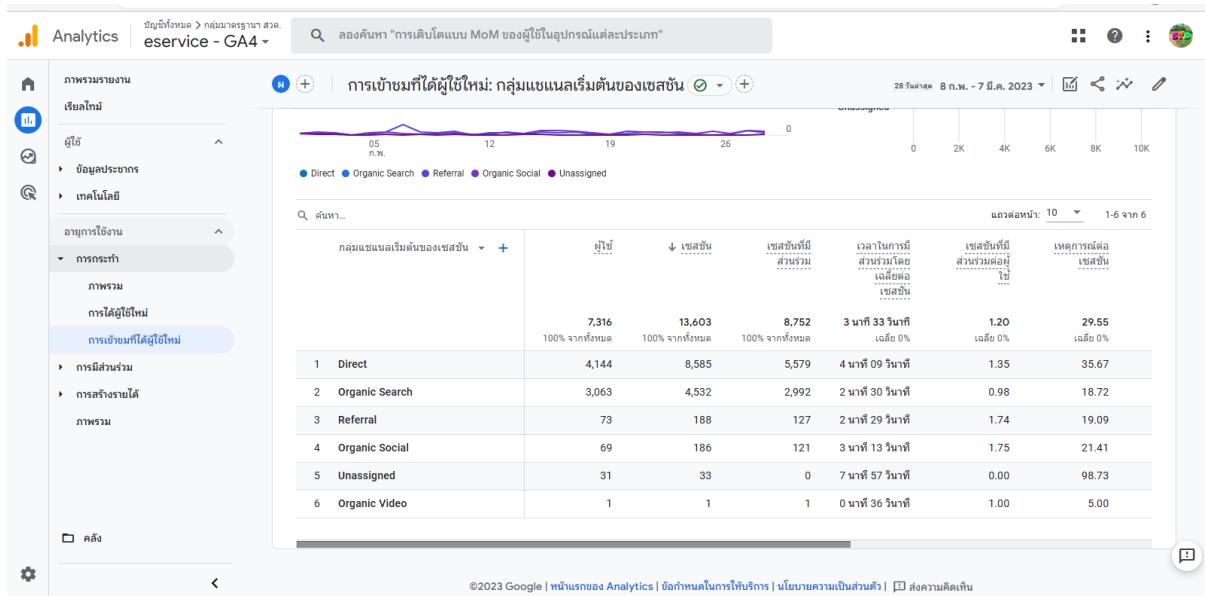 Analytics
บัญชีทั้งหมด > กลุ่มมาตรฐานฯ สวด.
eservice - GA4
ลองค้นหา "การเติบโตแบบ MoM ของผู้ใช้ในอุปกรณ์แต่ละประเภท"
ภาพรวมรายงาน
เรียลไทม์
ผู้ใช้
ข้อมูลประชากร
เทคโนโลยี
อายุการใช้งาน
การกระทำ
ภาพรวม
การได้ผู้ใช้ใหม่
การเข้าชมที่ได้ผู้ใช้ใหม่
การมีส่วนร่วม
การสร้างรายได้
ภาพรวม
คลัง
ผ
การเข้าชมที่ได้ผู้ใช้ใหม่: กลุ่มแชแนลเริ่มต้นของเซสชัน
28 วันล่าสุด 8 ก.พ. - 7 มี.ค. 2023
Unassigned
0
05 12 19 26
ก.พ.
0 2K 4K 6K 8K 10K
Direct Organic Search Referral Organic Social Unassigned
ค้นหา...
แถวต่อหน้า: 10 1-6 จาก 6
กลุ่มแชแนลเริ่มต้นของเซสชัน
ผู้ใช้
เซสชัน
เซสชันที่มี
ส่วนร่วม
เวลาในการมี
ส่วนร่วมโดย
เฉลี่ยต่อ
เซสชัน
เซสชันที่มี
ส่วนร่วมต่อผู้
ใช้
เหตุการณ์ต่อ
เซสชัน
7,316 13,603 8,752 3 นาที 33 วินาที 1.20 29.55
100% จากทั้งหมด 100% จากทั้งหมด 100% จากทั้งหมด เฉลี่ย 0% เฉลี่ย 0% เฉลี่ย 0%
1 Direct 4,144 8,585 5,579 4 นาที 09 วินาที 1.35 35.67
2 Organic Search 3,063 4,532 2,992 2 นาที 30 วินาที 0.98 18.72
3 Referral 73 188 127 2 นาที 29 วินาที 1.74 19.09
4 Organic Social 69 186 121 3 นาที 13 วินาที 1.75 21.41
5 Unassigned 31 33 0 7 นาที 57 วินาที 0.00 98.73
6 Organic Video 1 1 1 0 นาที 36 วินาที 1.00 5.00
©2023 Google | หน้าแรกของ Analytics | ข้อกำหนดในการให้บริการ | นโยบายความเป็นส่วนตัว | ส่งความคิดเห็น